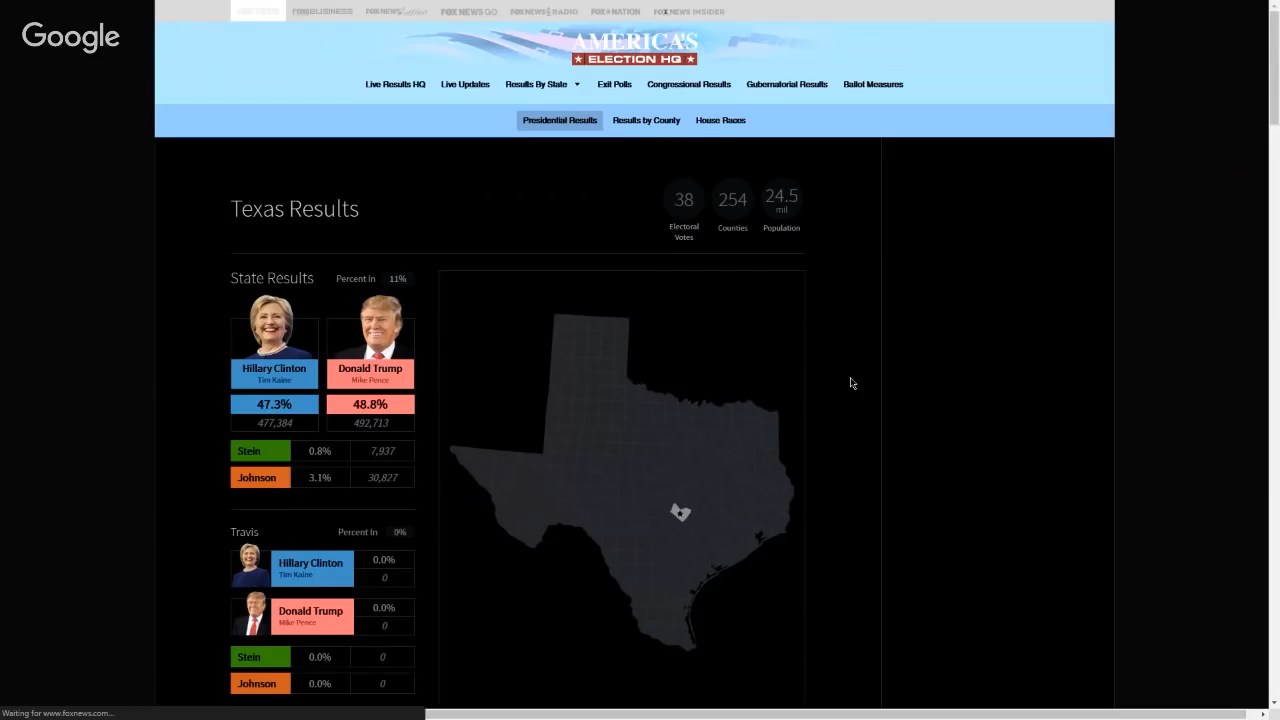 Google
FOX BUSINESS
FOX NEWS GO
FOX NEWS RADIO
FOX NATION
FOX NEWS INSIDER
AMERICA'S
ELECTION HQ
Live Results HQ
Live Updates
Results By State
Exit Polls
Congressional Results
Gubernatorial Results
Ballot Measures
Presidential Results
Results by County
House Races
Texas Results
38
Electoral
Votes
254
Counties
24.5
mil
Population
State Results
Percent In
11%
Hillary Clinton
Tim Kaine
47.3%
477,384
Donald Trump
Mike Pence
48.8%
492,713
Stein
0.8%
7,937
Johnson
3.1%
30,827
Travis
Percent In
0%
Hillary Clinton
Tim Kaine
0.0%
0
Donald Trump
Mike Pence
0.0%
0
Stein
0.0%
0
Johnson
0.0%
0
Waiting for www.foxnews.com...